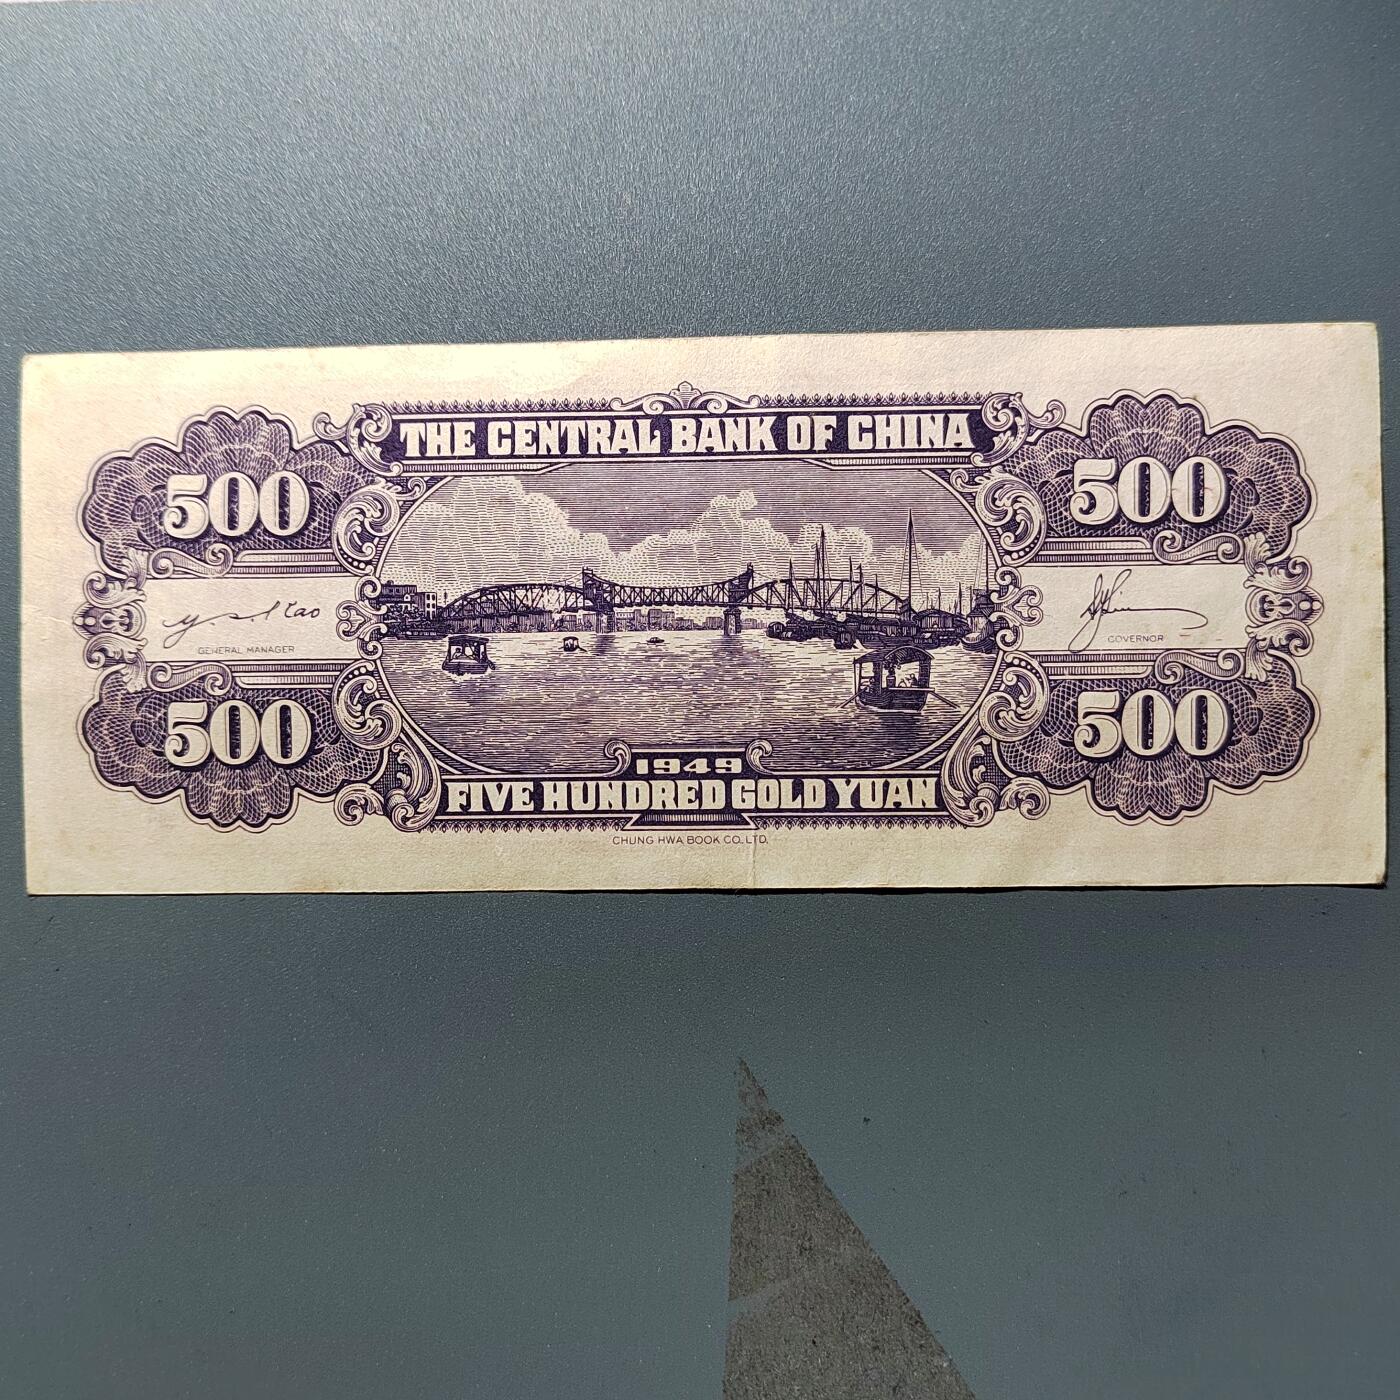 THE CENTRAL BANK OF CHINA
500
500
y. s. Tao
GENERAL MANAGER
GOVERNOR
500
500
1949
FIVE HUNDRED GOLD YUAN
CHUNG HWA BOOK CO. LTD.